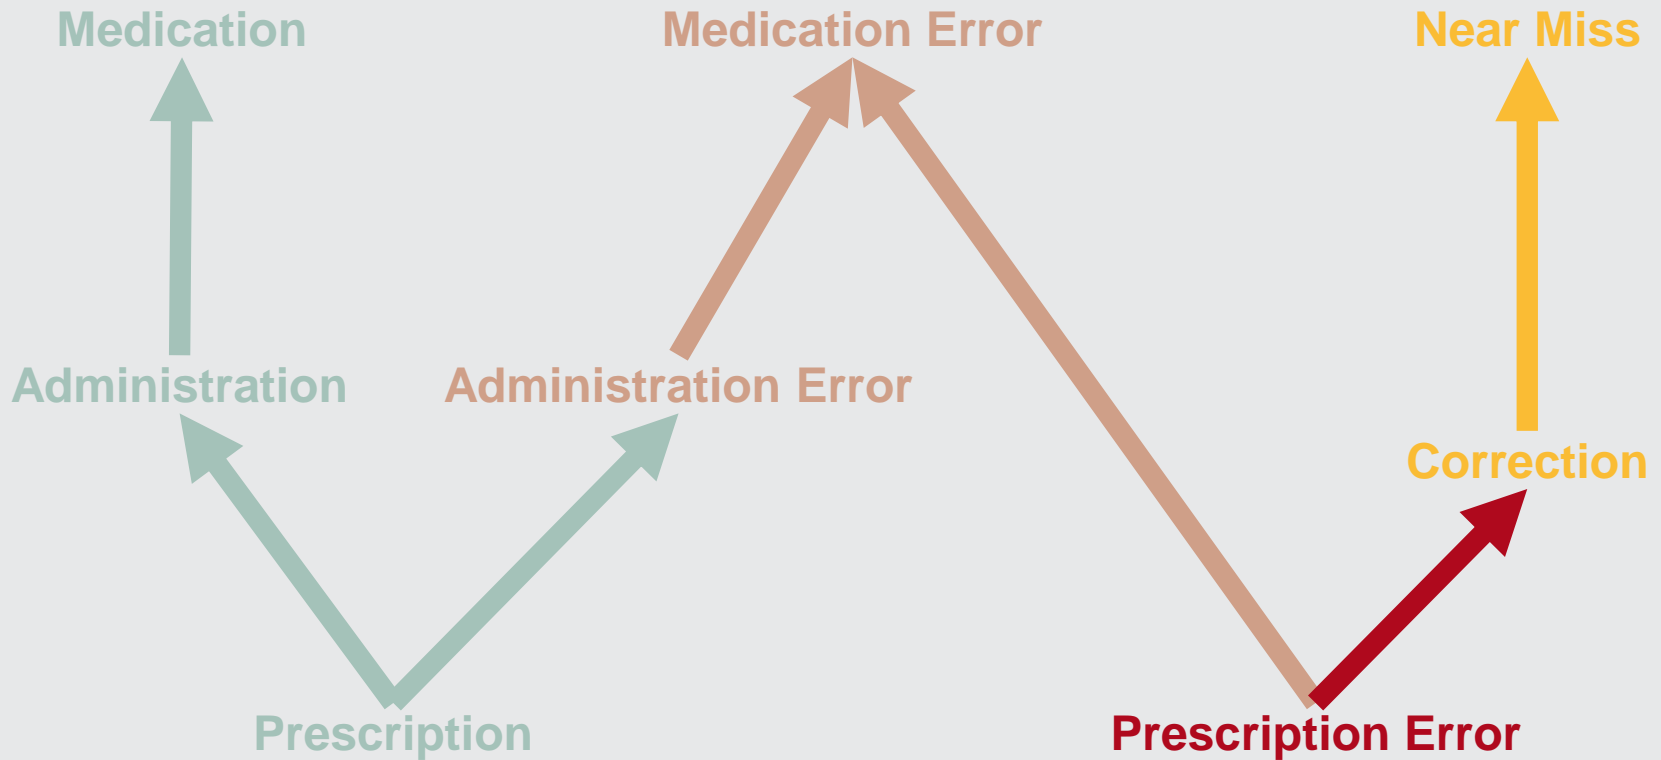 Medication
Medication Error
Near Miss
Administration
Administration Error
Correction
Prescription
Prescription Error